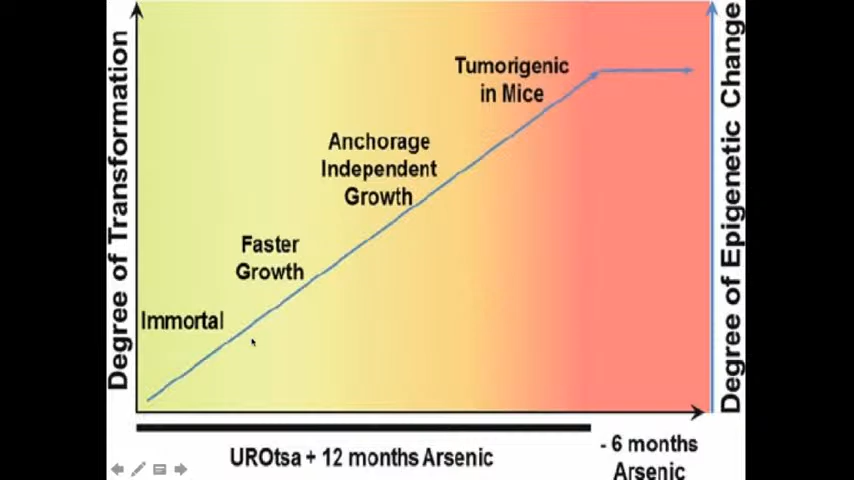 Degree of Transformation
Degree of Epigenetic Change
Tumorigenic
in Mice
Anchorage
Independent
Growth
Faster
Growth
Immortal
UROtsa + 12 months Arsenic
- 6 months
Arsenic